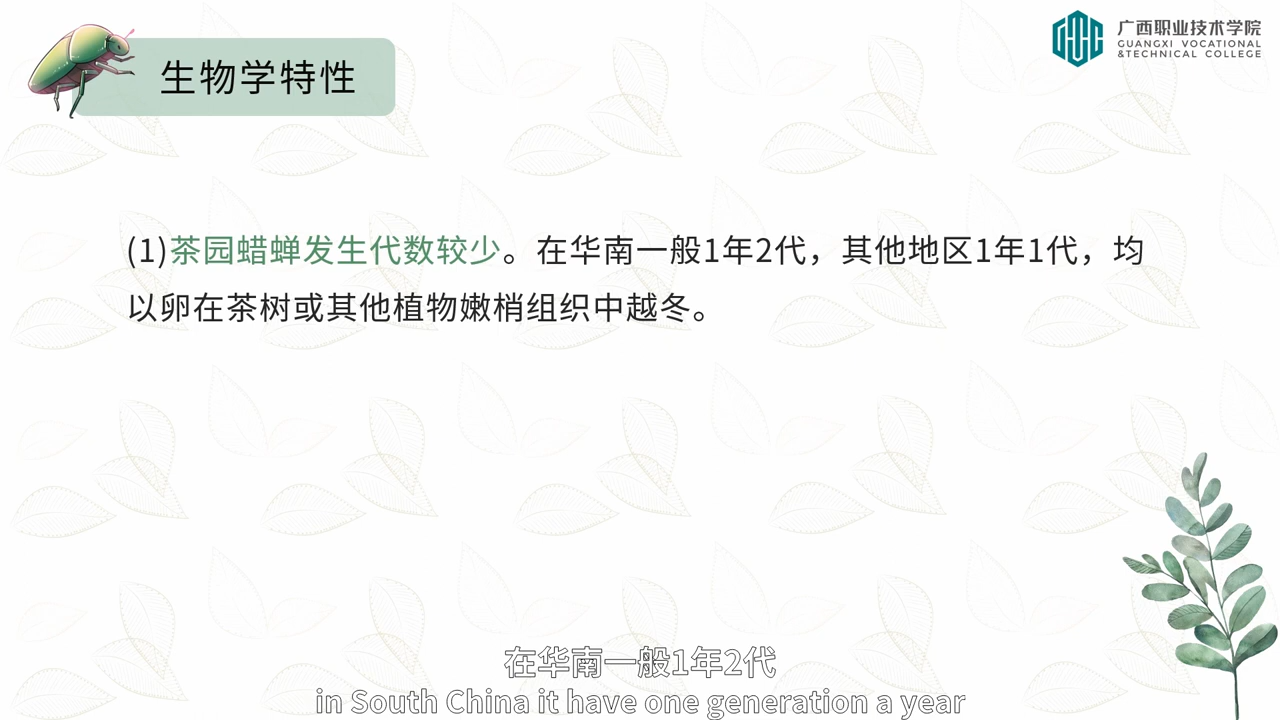 生物学特性
广西职业技术学院
GUANGXI VOCATIONAL
&TECHNICAL COLLEGE
(1)茶园蜡蝉发生代数较少。在华南一般1年2代，其他地区1年1代，均
以卵在茶树或其他植物嫩梢组织中越冬。
在华南一般1年2代
in South China it have one generation a year